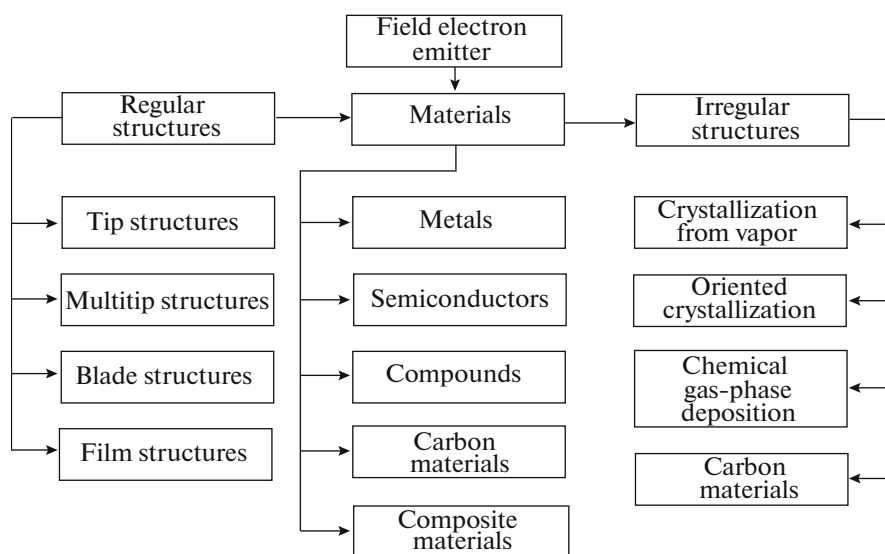 Field electron
emitter
Regular
structures
Materials
Irregular
structures
Tip structures
Multitip structures
Blade structures
Film structures
Metals
Semiconductors
Compounds
Carbon
materials
Composite
materials
Crystallization
from vapor
Oriented
crystallization
Chemical
gas-phase
deposition
Carbon
materials